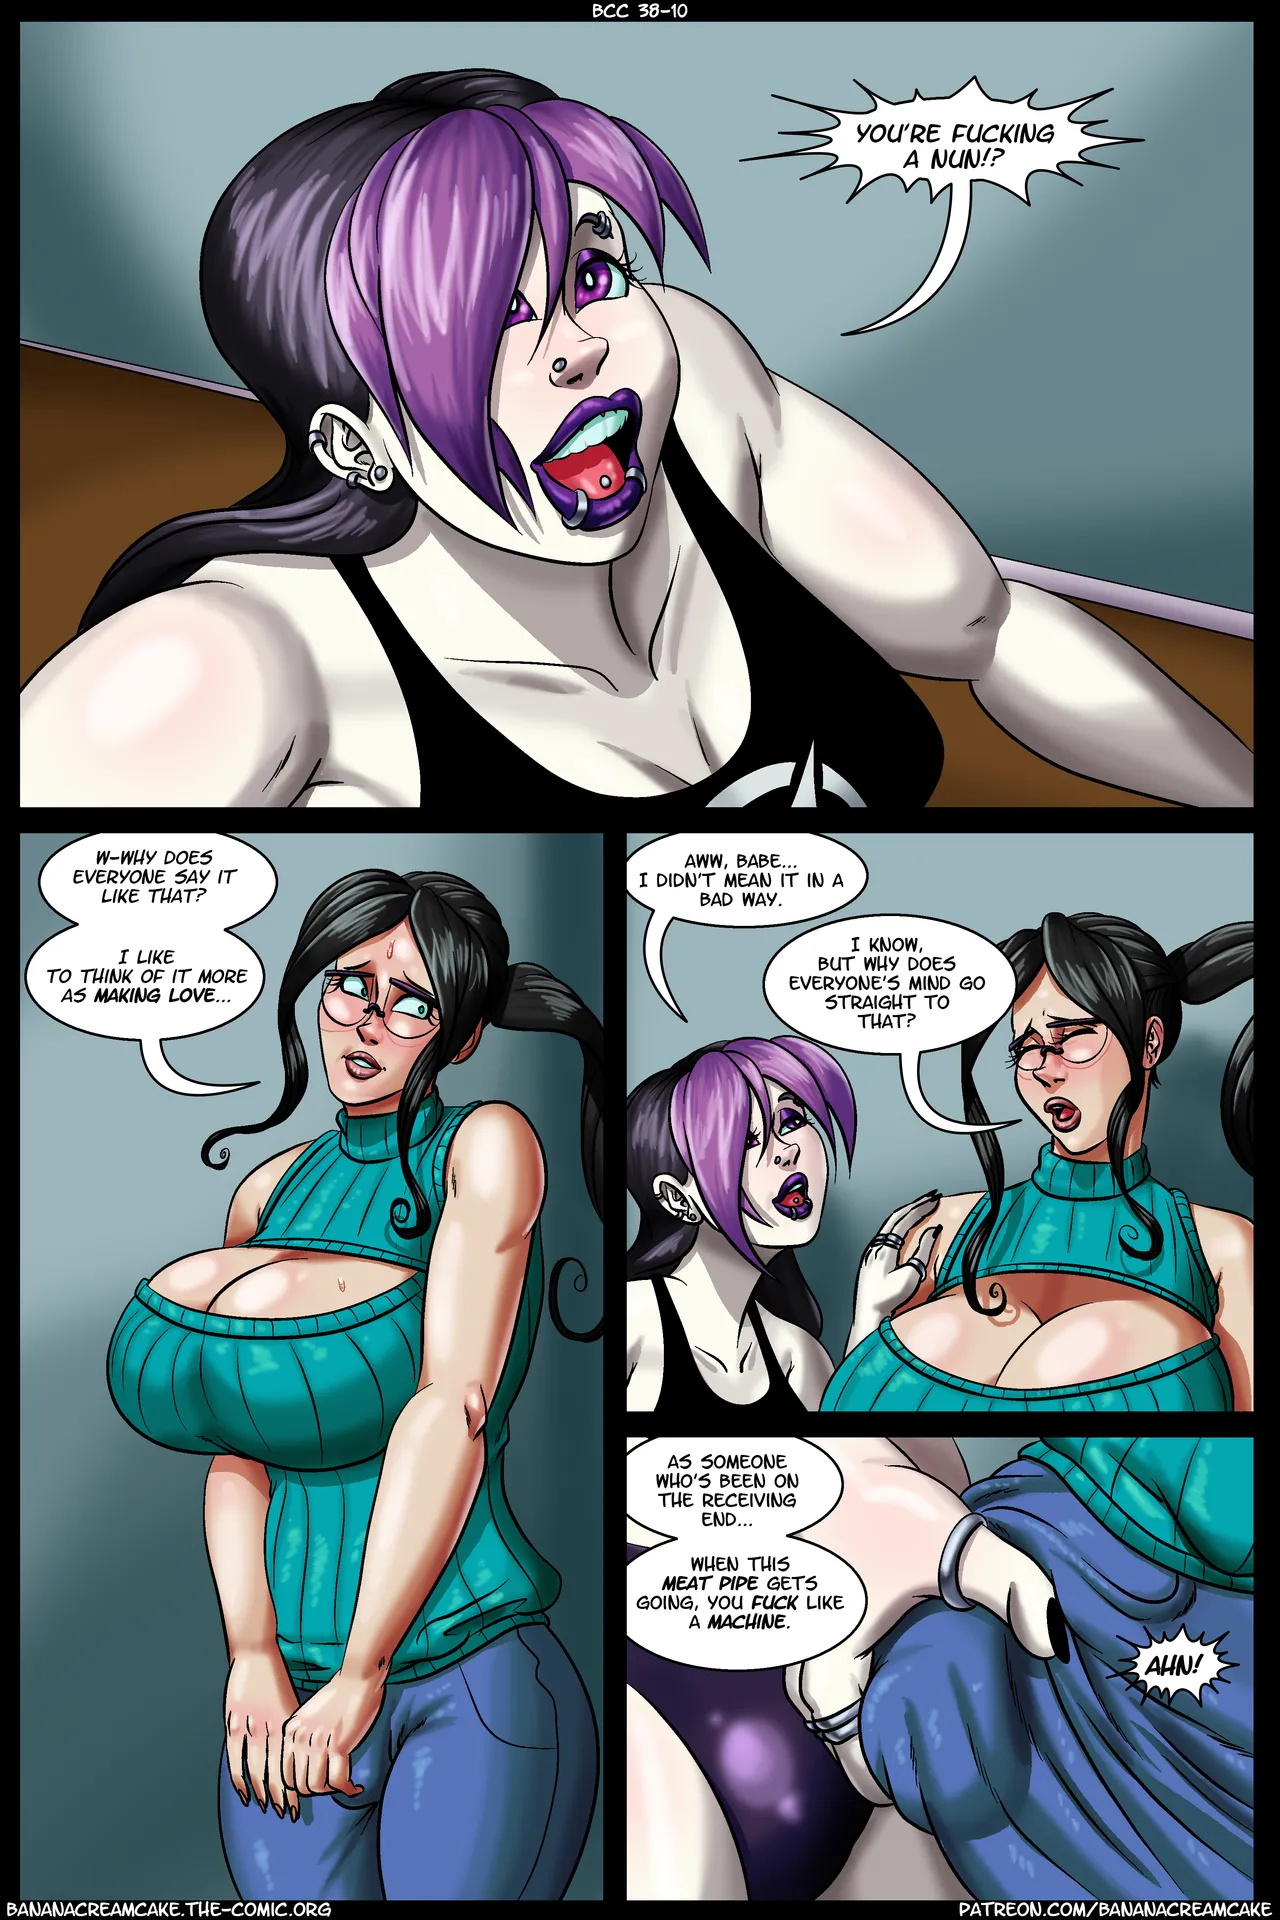 BCC 38-10
YOU'RE FUCKING
A NUN!?
W-WHY DOES
EVERYONE SAY IT
LIKE THAT?
I LIKE
TO THINK OF IT MORE
AS MAKING LOVE...
AWW, BABE...
I DIDN'T MEAN IT IN A
BAD WAY.
I KNOW,
BUT WHY DOES
EVERYONE'S MIND GO
STRAIGHT TO
THAT?
AS SOMEONE
WHO'S BEEN ON
THE RECEIVING
END...
WHEN THIS
MEAT PIPE GETS
GOING, YOU FUCK LIKE
A MACHINE.
AHN!
BANANACREAMCAKE.THE-COMIC.ORG
PATREON.COM/BANANACREAMCAKE